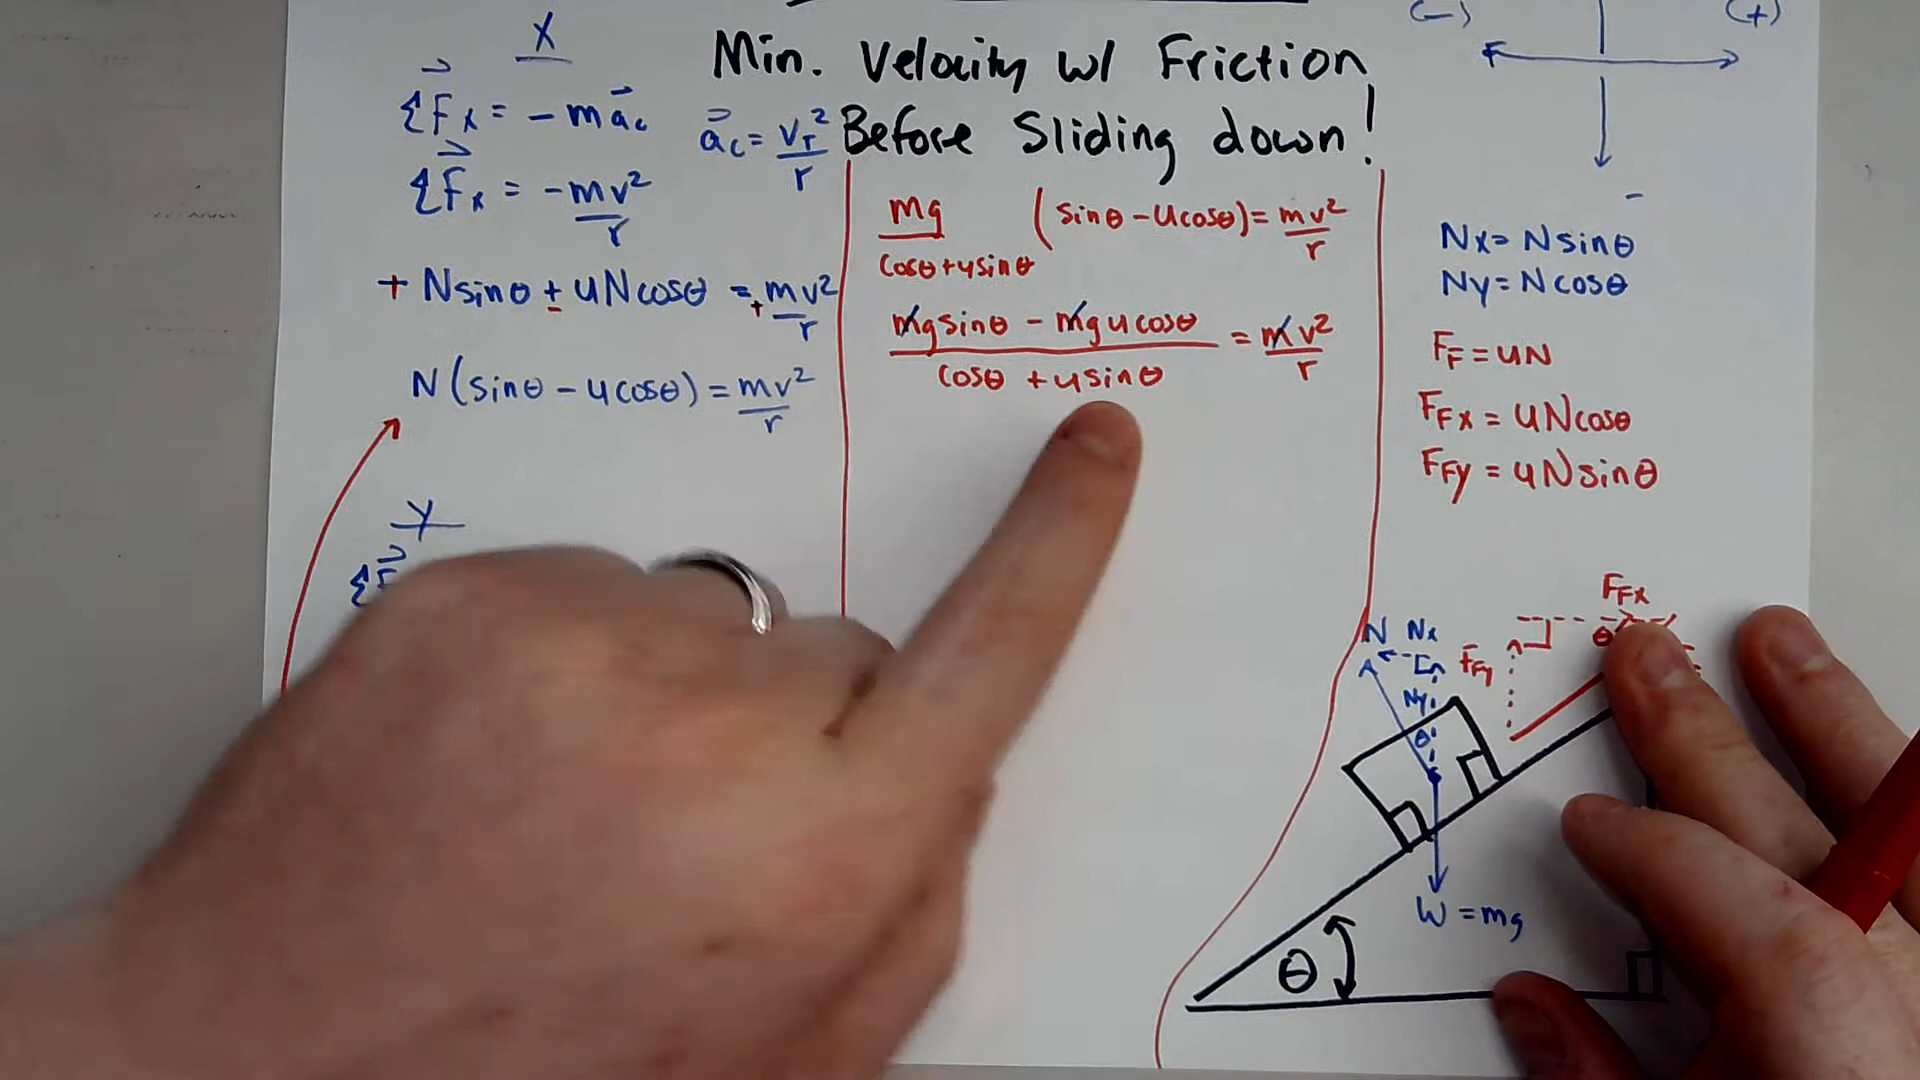 Min. Velocity w/ Friction
Before Sliding down!
X
ΣFx = -mac
ac = vT²/r
ΣFx = -mv²/r
+ Nsinθ ± uNcosθ = +mv²/r
N(sinθ - ucosθ) = mv²/r
Y
mg/(cosθ+usinθ) (sinθ - ucosθ) = mv²/r
(mgsinθ - mgucosθ)/(cosθ + usinθ) = mv²/r
(-) (+)
-
Nx = Nsinθ
Ny = Ncosθ
FF = uN
FFx = uNcosθ
FFy = uNsinθ
FFx
θ
N Nx
FFy
Ny
θ
W = mg
θ